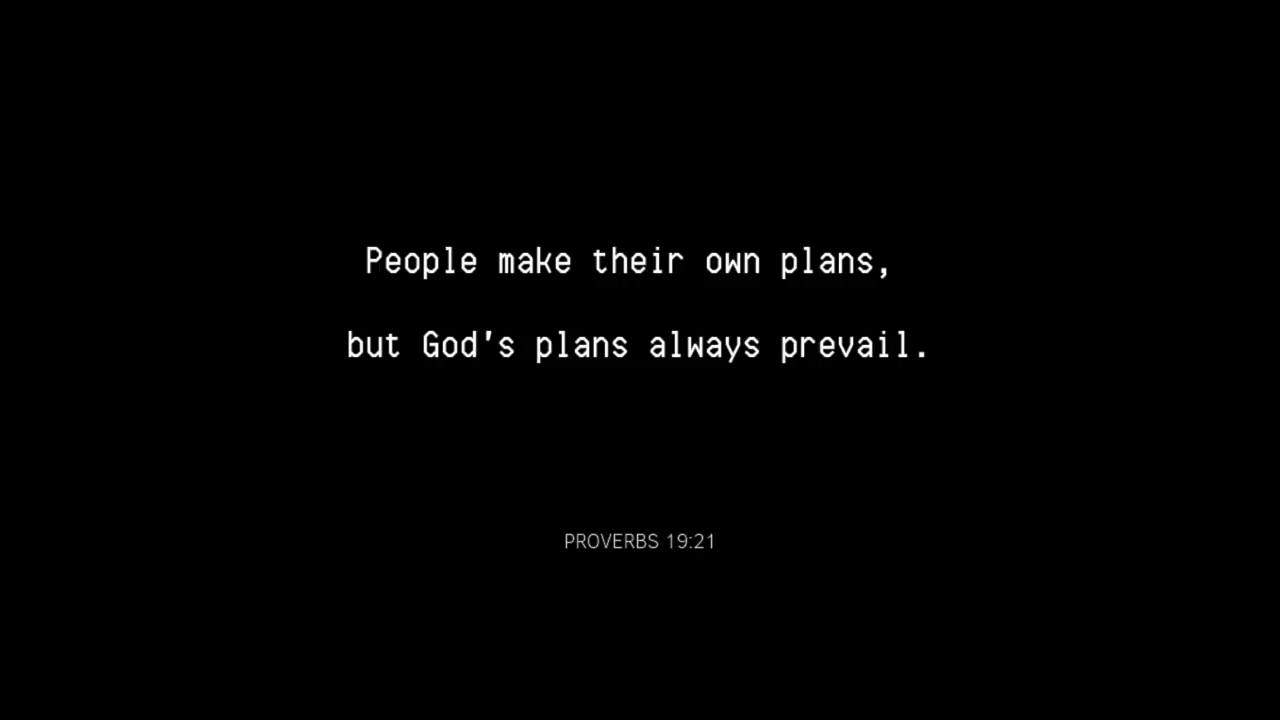 People make their own plans,
but God's plans always prevail.
PROVERBS 19:21